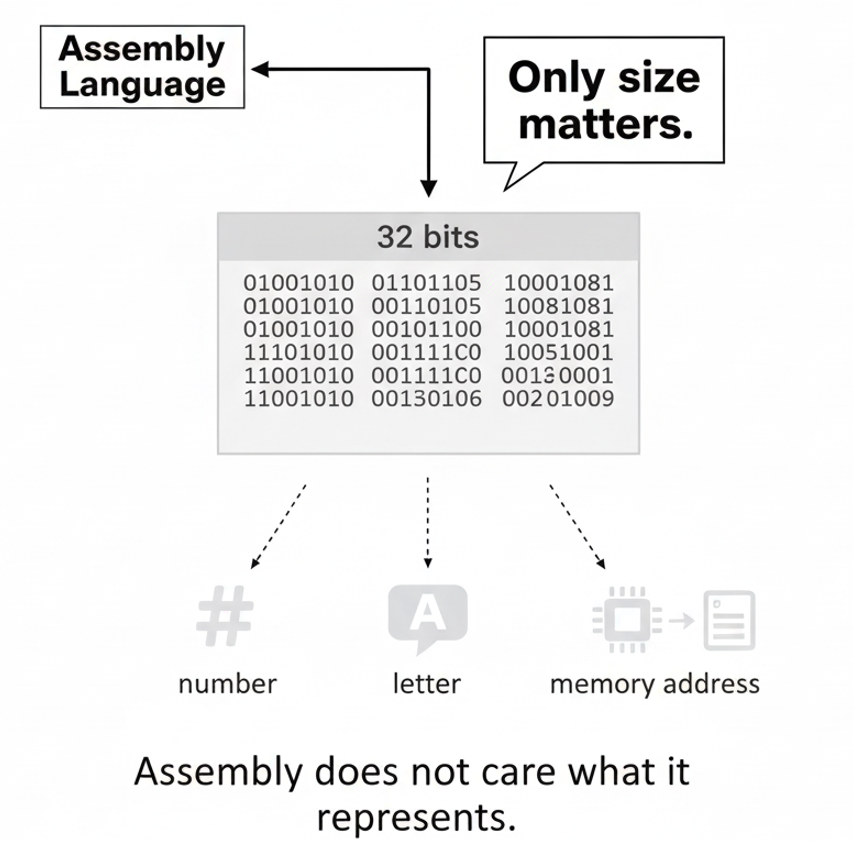 Assembly
Language
Only size
matters.
32 bits
01001010 01101105 10001081
01001010 00110105 10081081
01001010 00101100 10001081
11101010 001111C0 10051001
11001010 001111C0 00130001
11001010 00130106 00201009
A
number
letter
memory address
Assembly does not care what it
represents.